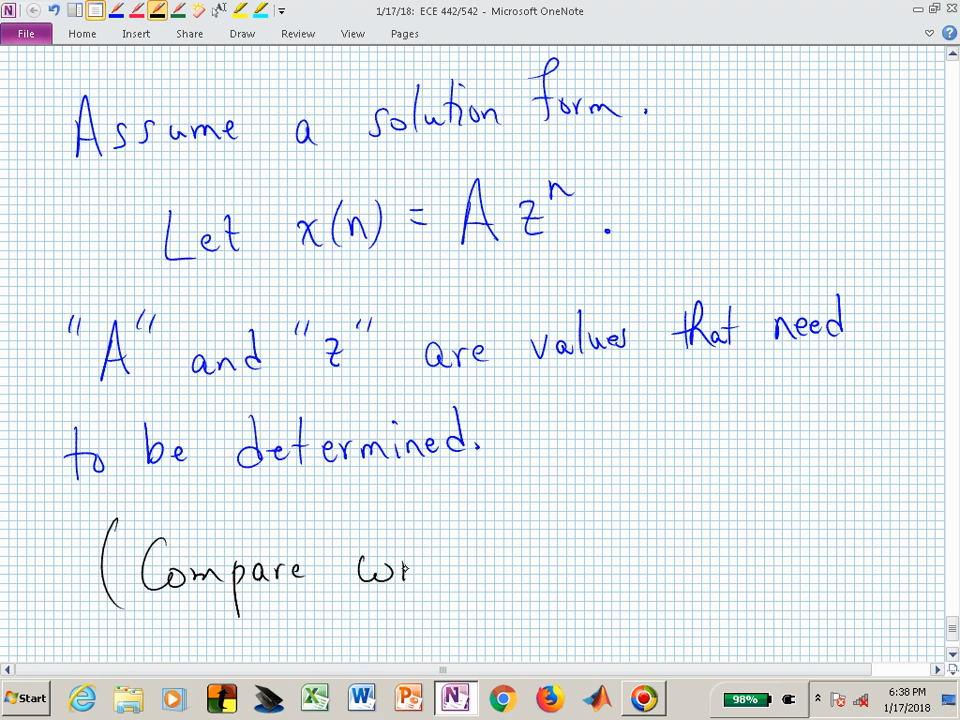 1/17/18: ECE 442/542 - Microsoft OneNote
File Home Insert Share Draw Review View Pages
Assume a solution form.
Let x(n) = A z^n .
"A" and "z" are values that need
to be determined.
(Compare wi
Start 98% 6:38 PM
1/17/2018